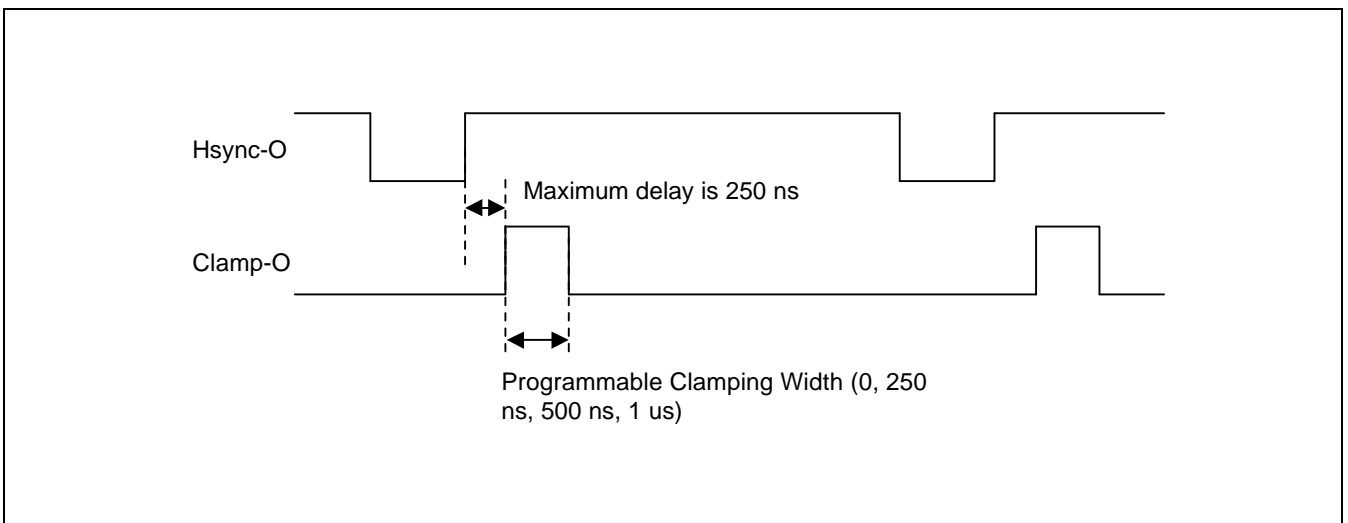 Hsync-O
Maximum delay is 250 ns
Clamp-O
Programmable Clamping Width (0, 250
ns, 500 ns, 1 us)